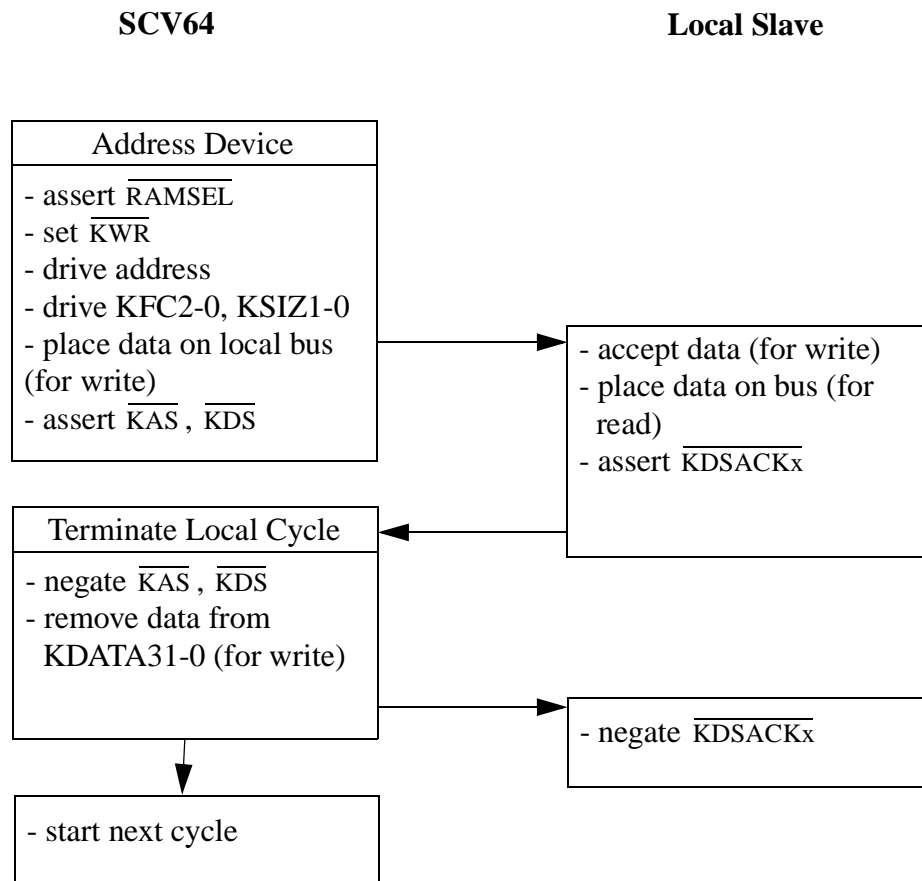 SCV64
Local Slave
Address Device
- assert RAMSEL
- set KWR
- drive address
- drive KFC2-0, KSIZ1-0
- place data on local bus
(for write)
- assert KAS , KDS
- accept data (for write)
- place data on bus (for
read)
- assert KDSACKx
Terminate Local Cycle
- negate KAS , KDS
- remove data from
KDATA31-0 (for write)
- negate KDSACKx
- start next cycle